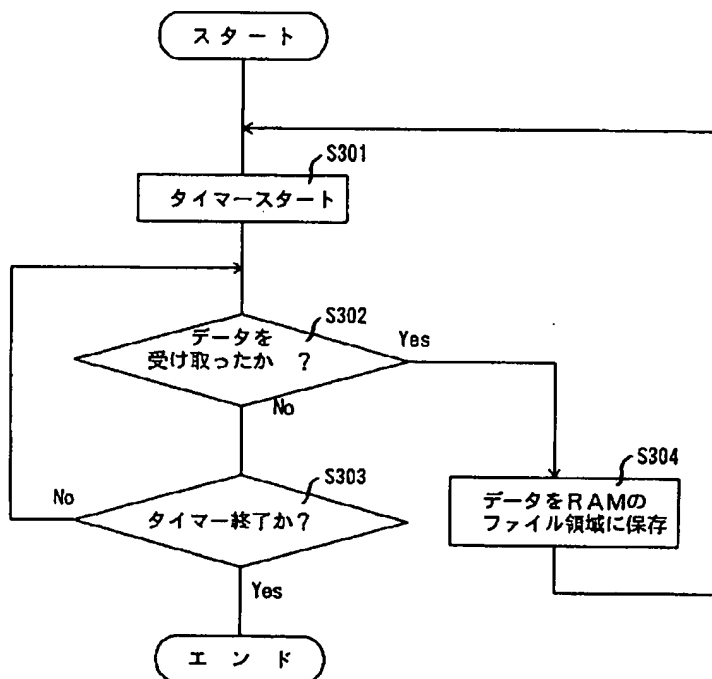 スタート
S301
タイマースタート
S302
データを
受け取ったか ?
Yes
No
S303
タイマー終了か?
No
Yes
S304
データをRAMの
ファイル領域に保存
エンド